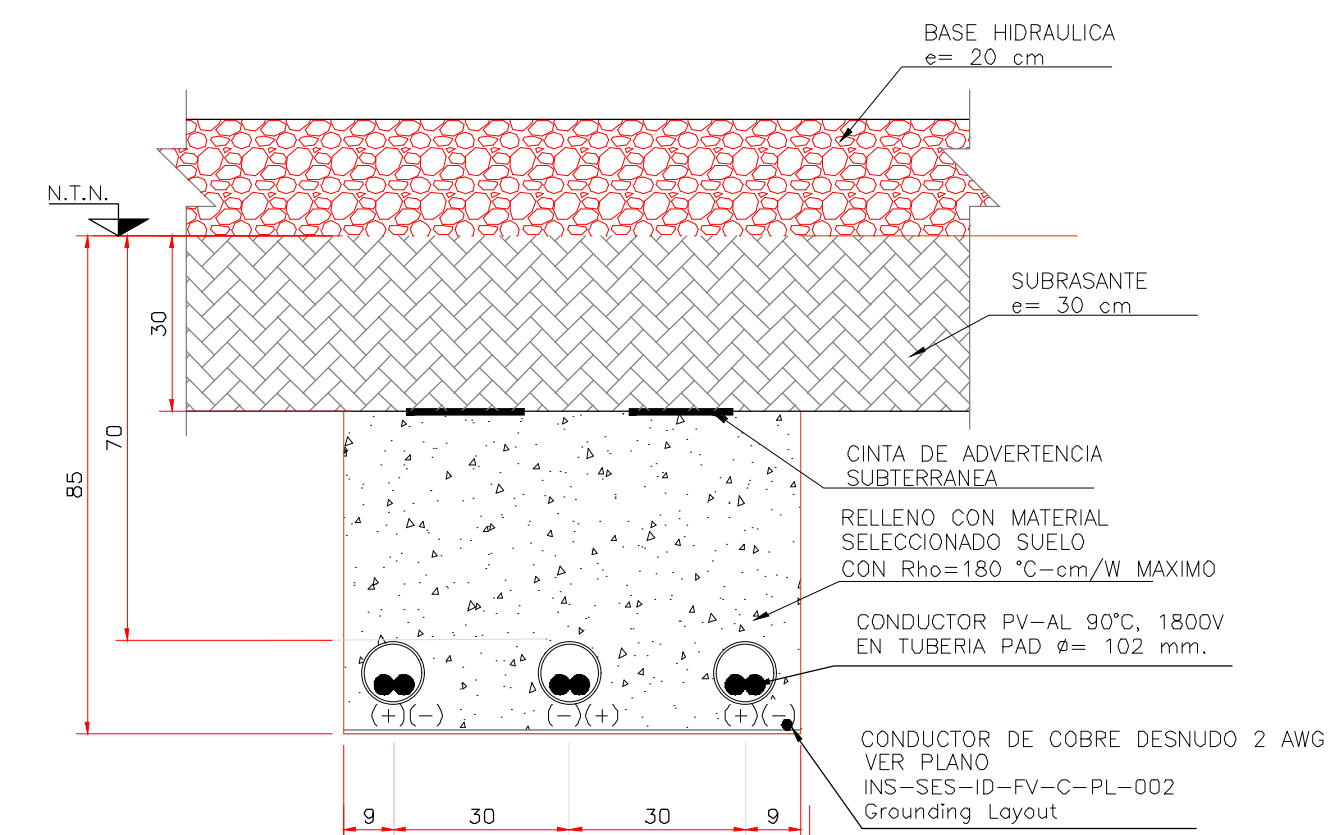 BASE HIDRAULICA
e= 20 cm
N.T.N.
SUBRASANTE
e= 30 cm
30
70
85
CINTA DE ADVERTENCIA
SUBTERRANEA
RELLENO CON MATERIAL
SELECCIONADO SUELO
CON Rho=180 °C-cm/W MAXIMO
CONDUCTOR PV-AL 90°C, 1800V
EN TUBERIA PAD Ø= 102 mm.
(+)(-) (-)(+) (+)(-)
CONDUCTOR DE COBRE DESNUDO 2 AWG
VER PLANO
INS-SES-ID-FV-C-PL-002
Grounding Layout
9 30 30 9